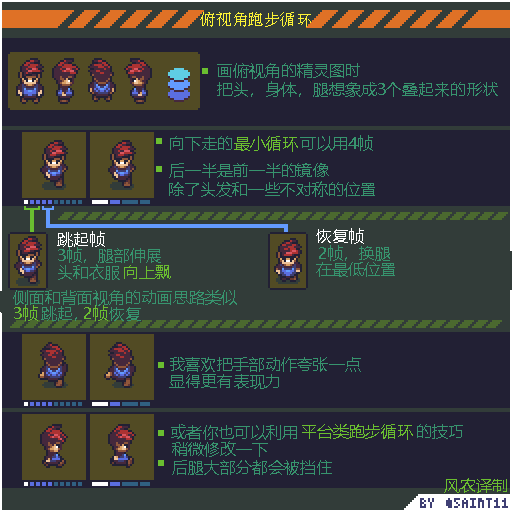 俯视角跑步循环
画俯视角的精灵图时
把头，身体，腿想象成3个叠起来的形状
向下走的最小循环可以用4帧
后一半是前一半的镜像
除了头发和一些不对称的位置
跳起帧
3帧，腿部伸展
头和衣服向上飘
恢复帧
2帧，换腿
在最低位置
侧面和背面视角的动画思路类似
3帧跳起, 2帧恢复
我喜欢把手部动作夸张一点
显得更有表现力
或者你也可以利用 平台类跑步循环 的技巧
稍微修改一下
后腿大部分都会被挡住
风农译制
BY @SAINT11